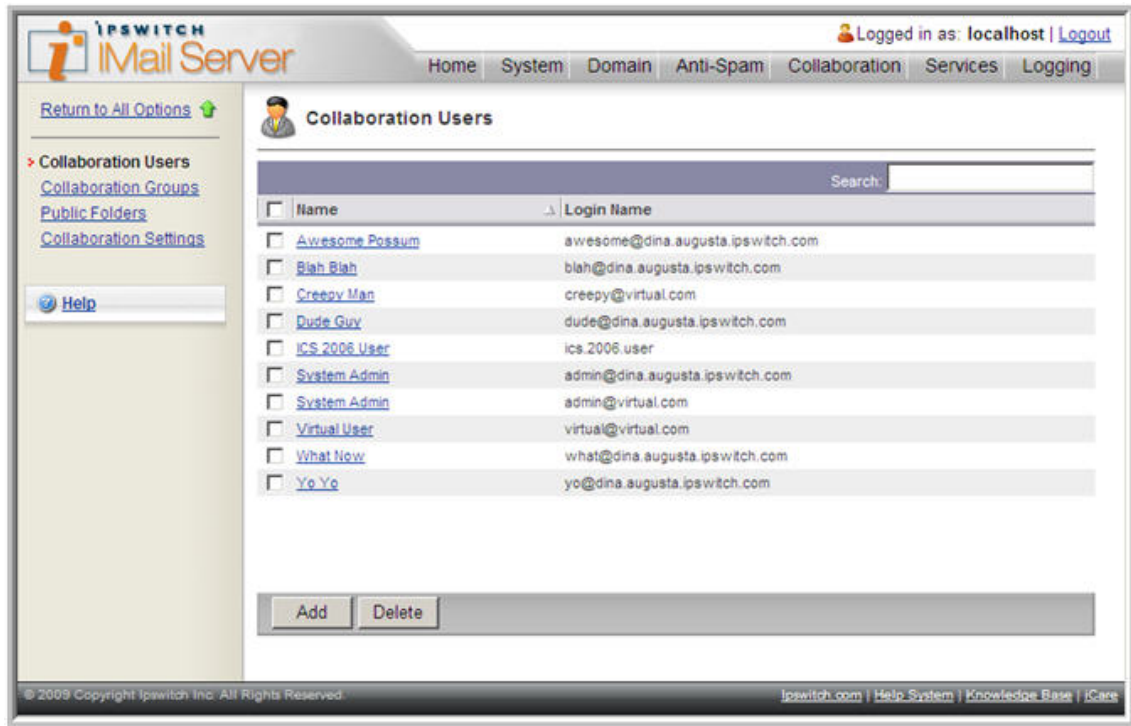 IPSWITCH
IMail Server
Logged in as: localhost | Logout
Home System Domain Anti-Spam Collaboration Services Logging
Return to All Options
Collaboration Users
Collaboration Groups
Public Folders
Collaboration Settings
Help
Collaboration Users
Search:
Name Login Name
Awesome Possum awesome@dina.augusta.ipswitch.com
Blah Blah blah@dina.augusta.ipswitch.com
Creepy Man creepy@virtual.com
Dude Guy dude@dina.augusta.ipswitch.com
ICS 2006 User ics.2006.user
System Admin admin@dina.augusta.ipswitch.com
System Admin admin@virtual.com
Virtual User virtual@virtual.com
What Now what@dina.augusta.ipswitch.com
Yo Yo yo@dina.augusta.ipswitch.com
Add Delete
© 2009 Copyright Ipswitch Inc. All Rights Reserved. Ipswitch.com | Help System | Knowledge Base | iCare